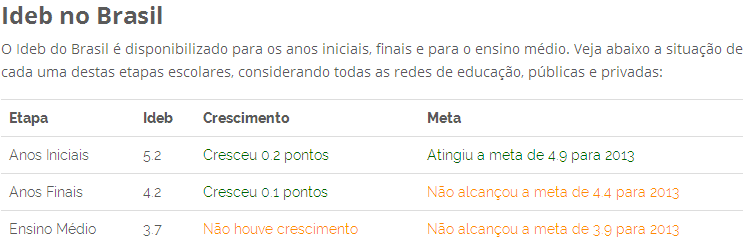 Ideb no Brasil
O Ideb do Brasil é disponibilizado para os anos iniciais, finais e para o ensino médio. Veja abaixo a situação de
cada uma destas etapas escolares, considerando todas as redes de educação, públicas e privadas:
Etapa Ideb Crescimento Meta
Anos Iniciais 5.2 Cresceu 0.2 pontos Atingiu a meta de 4.9 para 2013
Anos Finais 4.2 Cresceu 0.1 pontos Não alcançou a meta de 4.4 para 2013
Ensino Médio 3.7 Não houve crescimento Não alcançou a meta de 3.9 para 2013